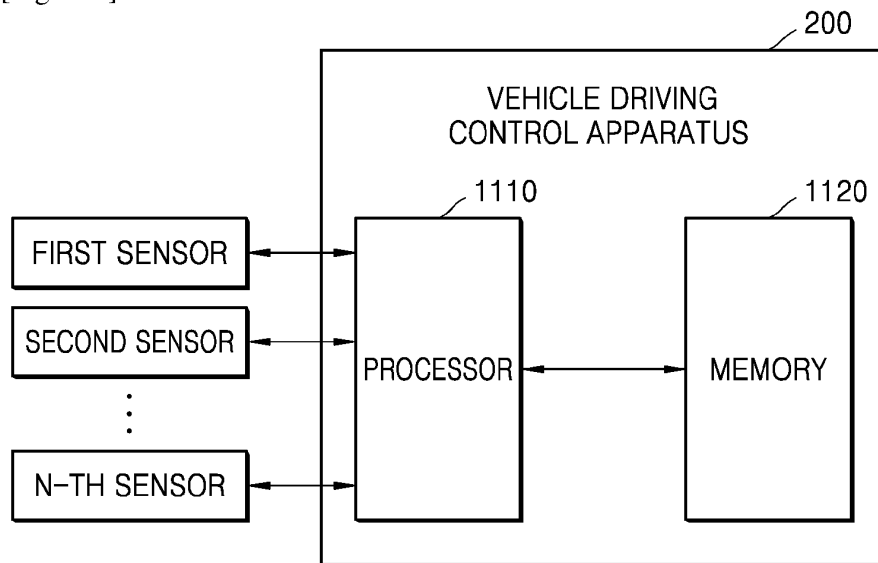 200
VEHICLE DRIVING
CONTROL APPARATUS
1110
1120
FIRST SENSOR
SECOND SENSOR
PROCESSOR
MEMORY
N-TH SENSOR